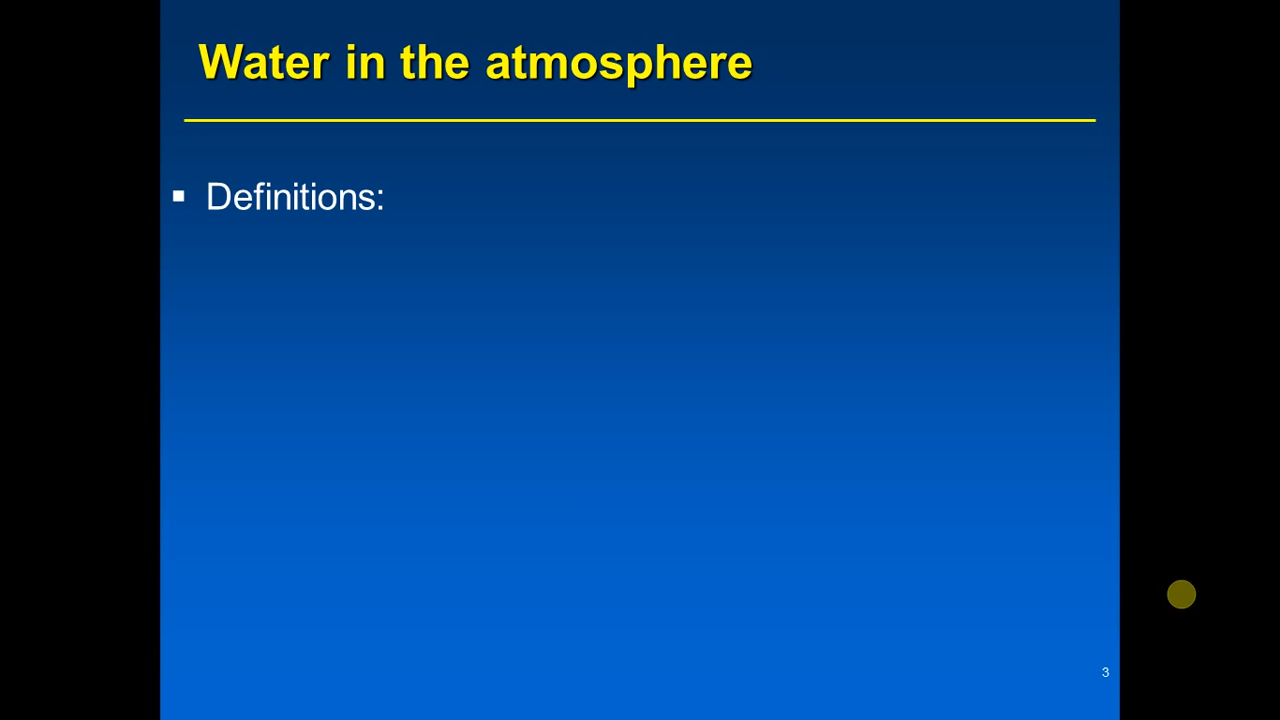 Water in the atmosphere
▪ Definitions:
3